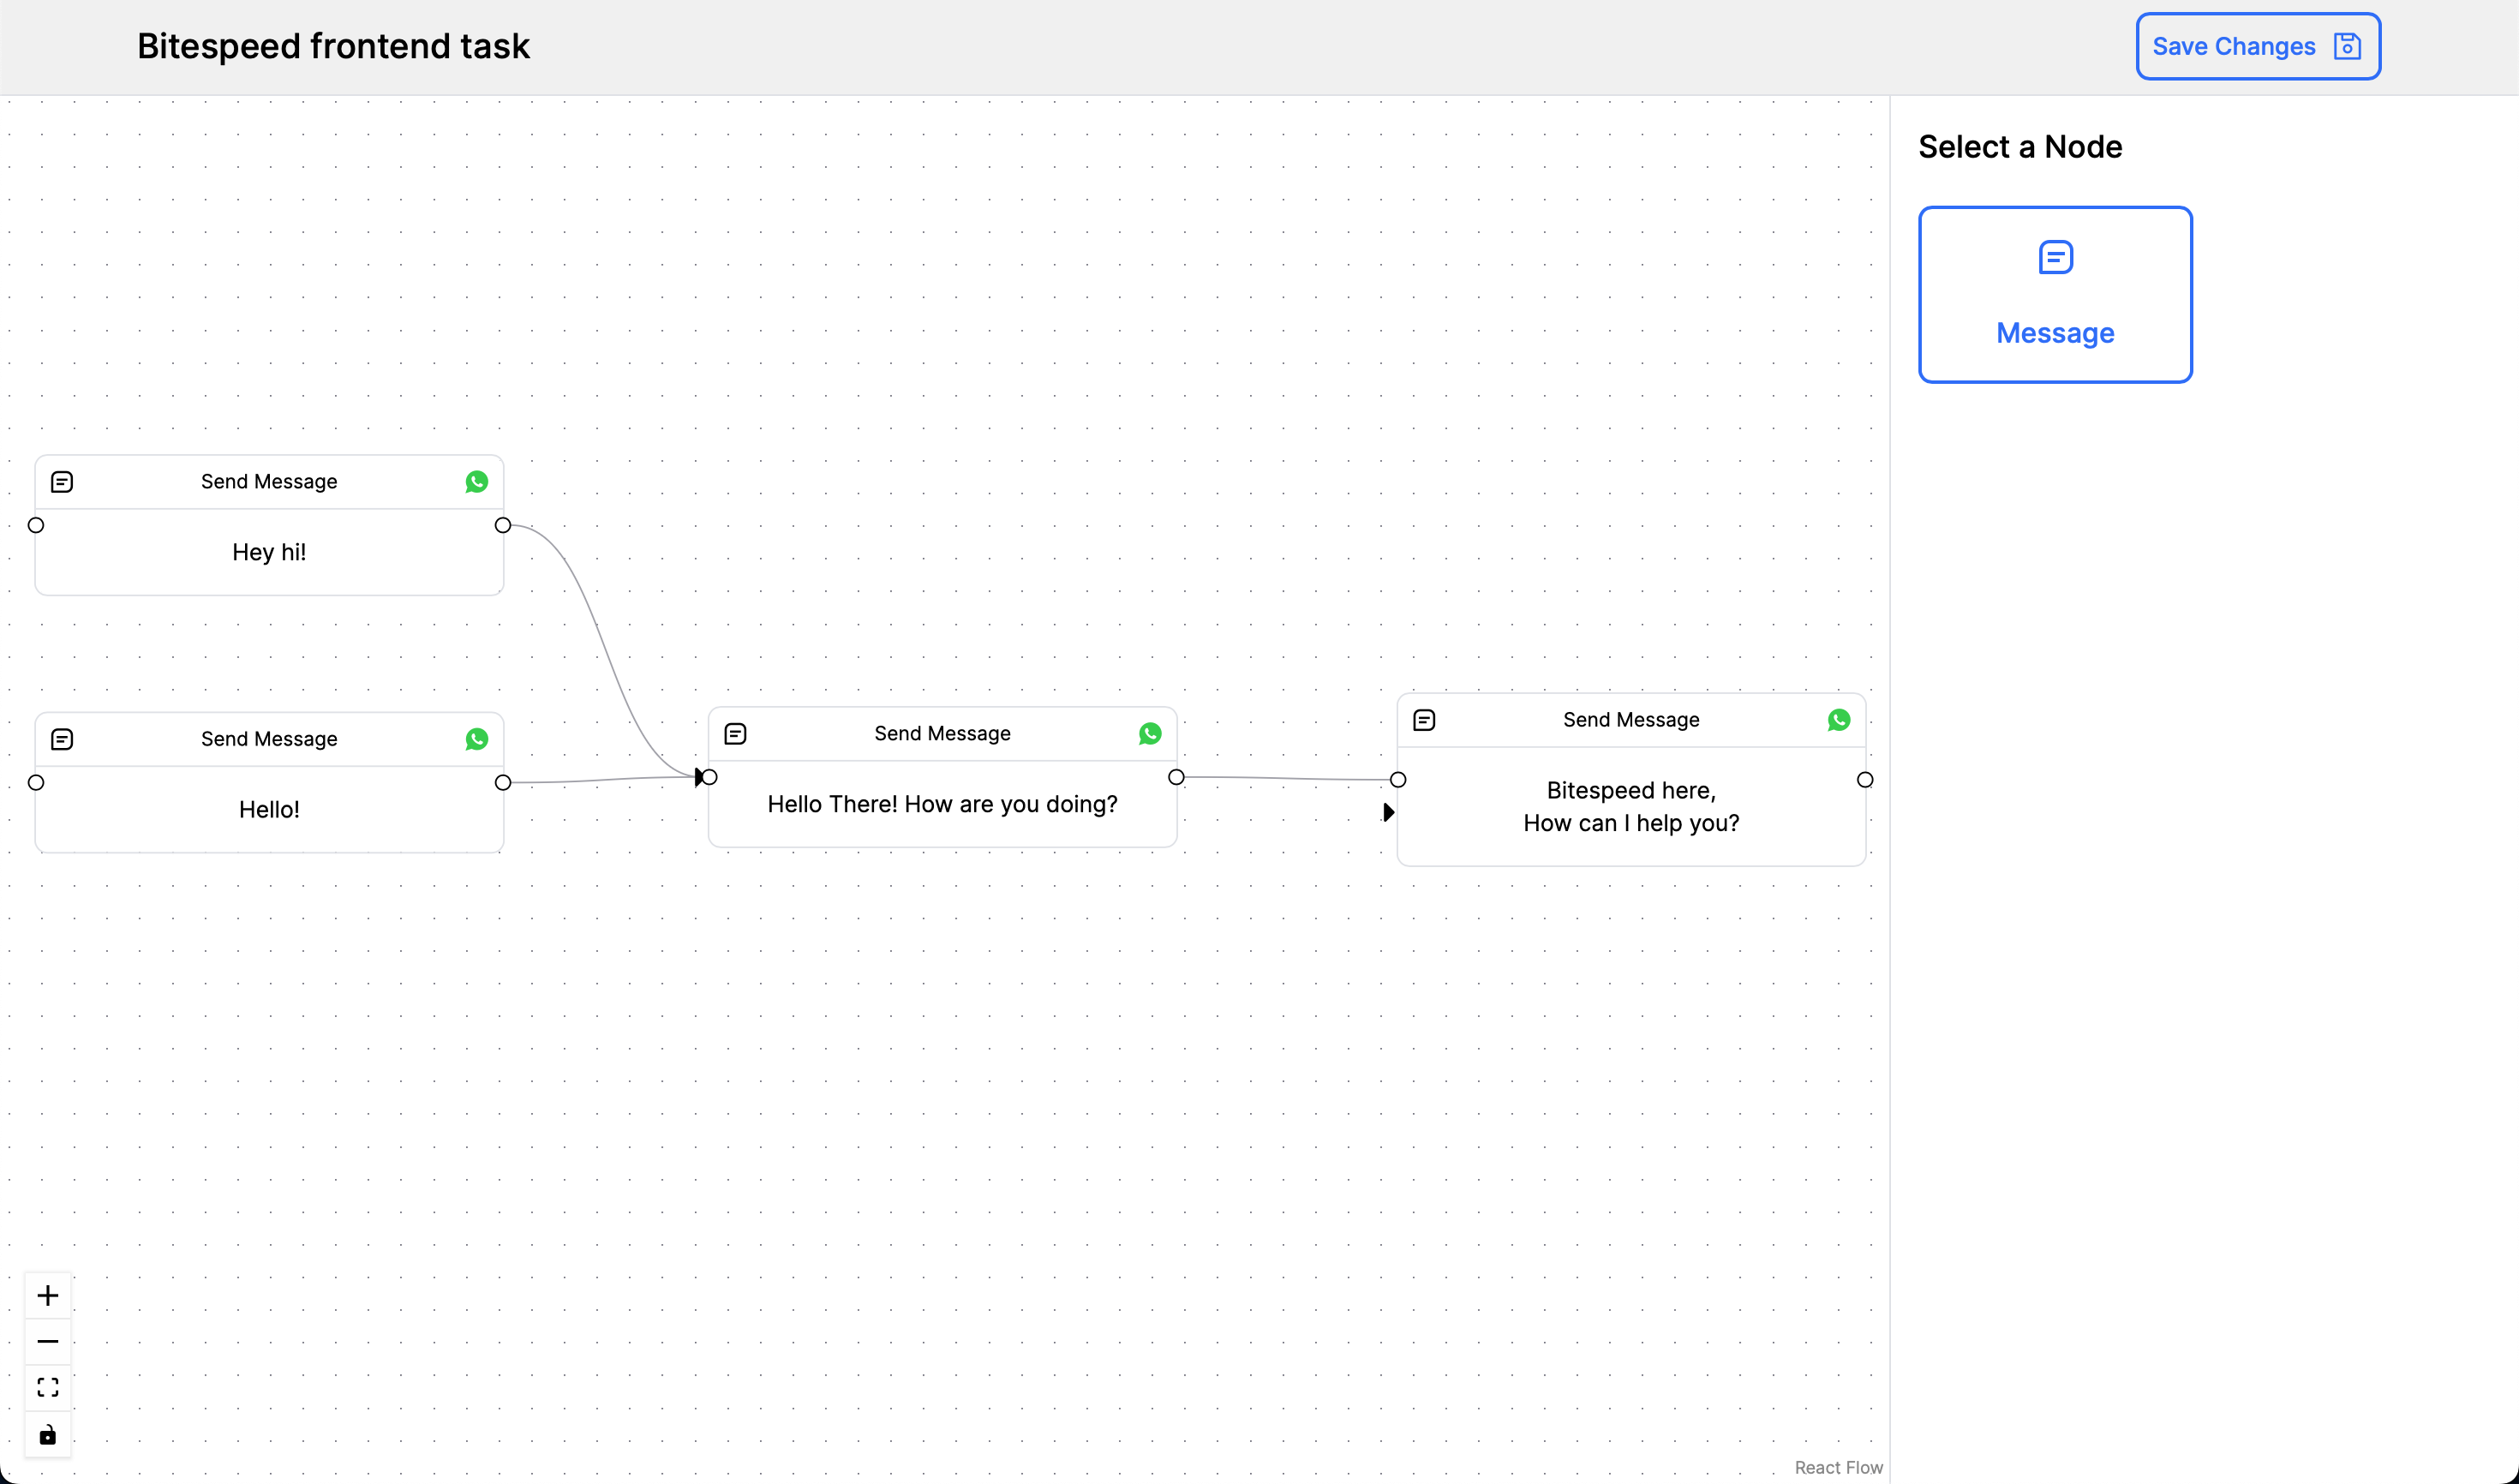 Bitespeed frontend task
Save Changes
Select a Node
Message
Send Message
Hey hi!
Send Message
Hello!
Send Message
Hello There! How are you doing?
Send Message
Bitespeed here,
How can I help you?
React Flow